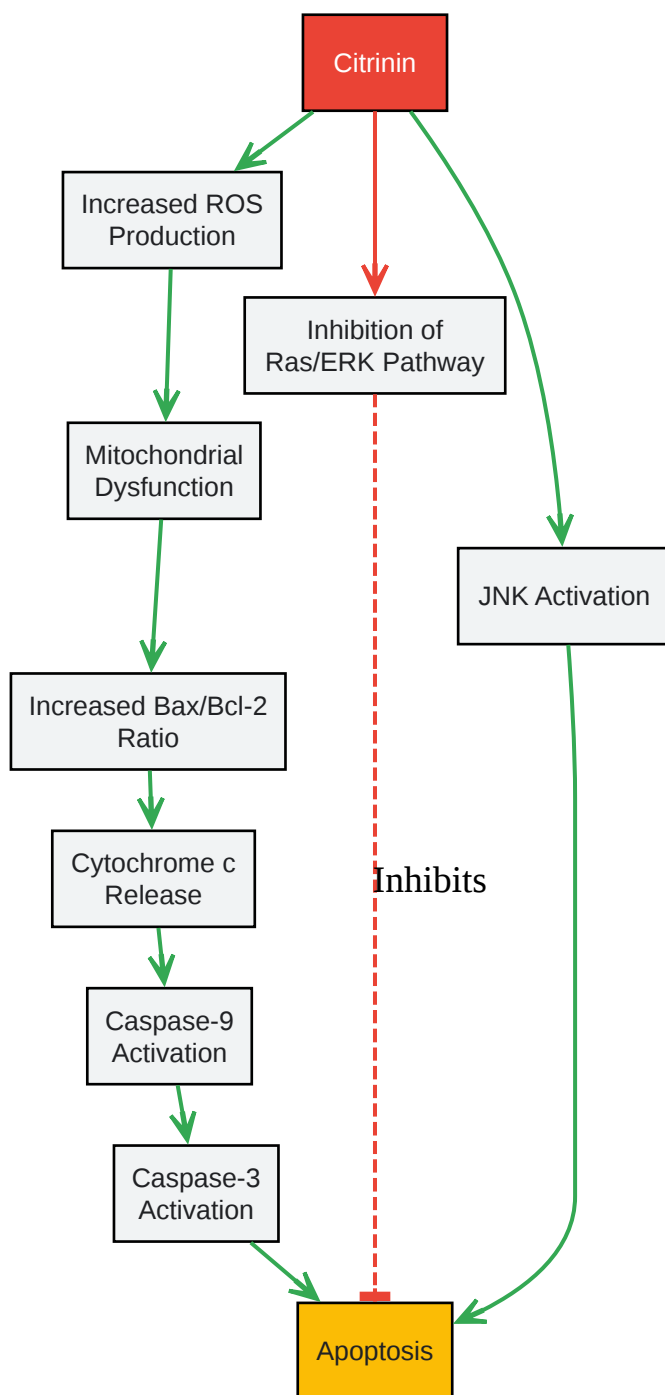 Citrinin
Increased ROS
Production
Inhibition of
Ras/ERK Pathway
Mitochondrial
Dysfunction
JNK Activation
Increased Bax/Bcl-2
Ratio
Cytochrome c
Release
Inhibits
Caspase-9
Activation
Caspase-3
Activation
Apoptosis